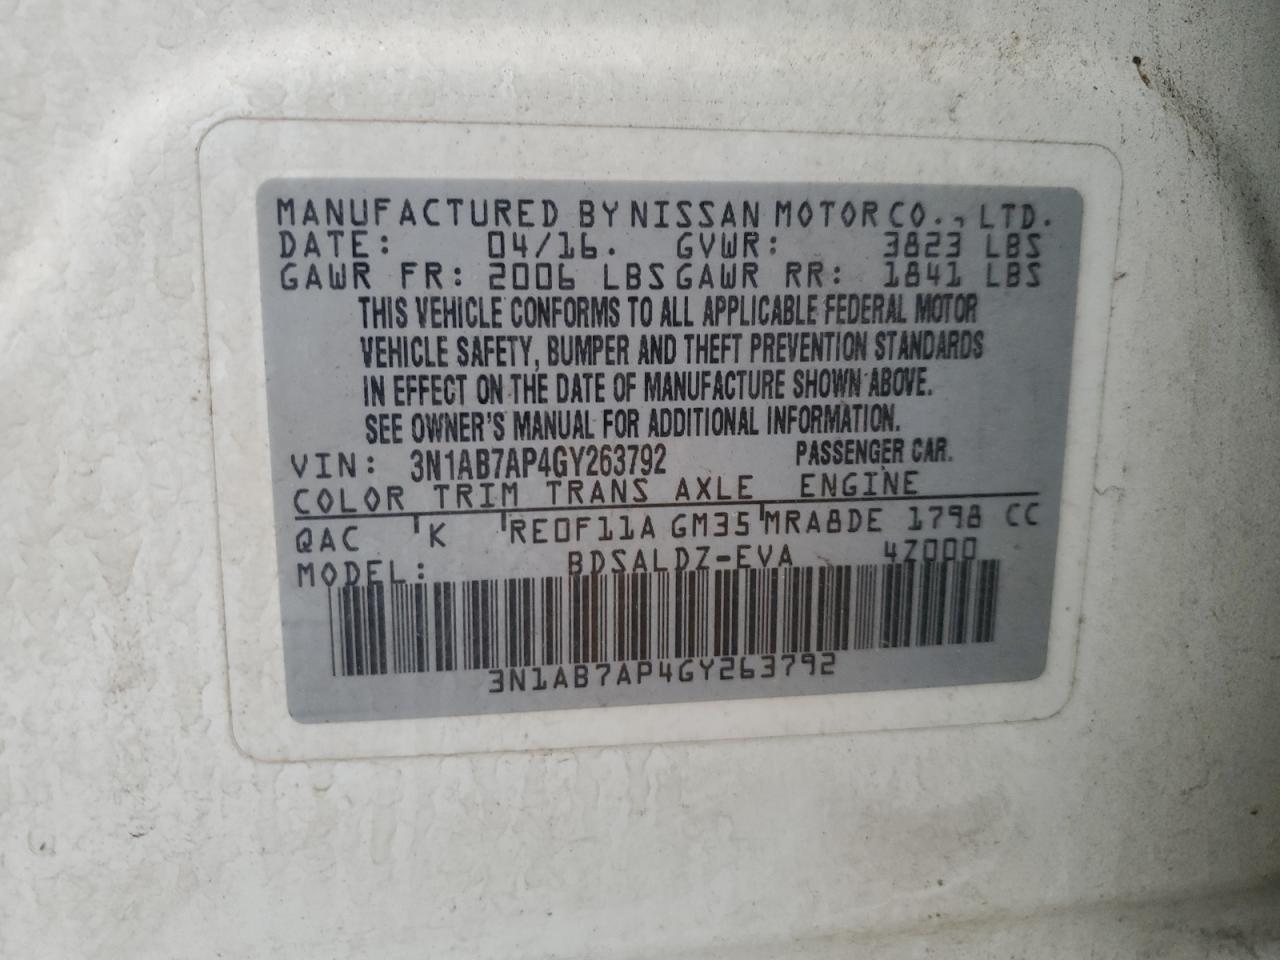 MANUFACTURED BY NISSAN MOTOR CO., LTD.
DATE: 04/16. GVWR: 3823 LBS
GAWR FR: 2006 LBS GAWR RR: 1841 LBS
THIS VEHICLE CONFORMS TO ALL APPLICABLE FEDERAL MOTOR
VEHICLE SAFETY, BUMPER AND THEFT PREVENTION STANDARDS
IN EFFECT ON THE DATE OF MANUFACTURE SHOWN ABOVE.
SEE OWNER'S MANUAL FOR ADDITIONAL INFORMATION.
VIN: 3N1AB7AP4GY263792 PASSENGER CAR.
COLOR TRIM TRANS AXLE ENGINE
QAC K RE0F11A GM35 MRA8DE 1798 CC
MODEL: BDSALDZ-EVA 4Z000
3N1AB7AP4GY263792